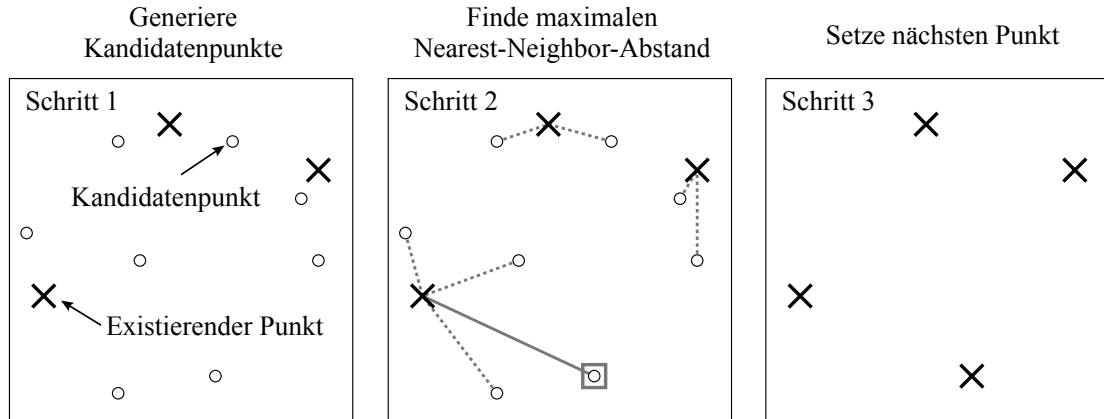 Generiere
Kandidatenpunkte
Finde maximalen
Nearest-Neighbor-Abstand
Setze nächsten Punkt
Schritt 1
Kandidatenpunkt
Existierender Punkt
Schritt 2
Schritt 3